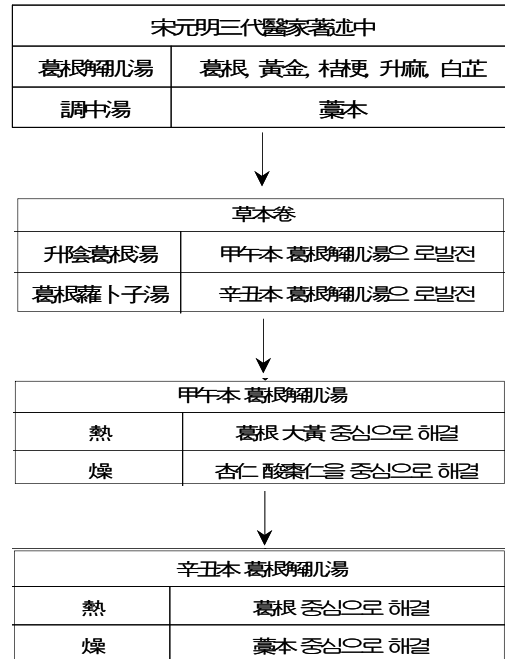 宋元明三代醫家著述中
葛根解肌湯 葛根, 黃金, 桔梗, 升麻, 白芷
調中湯 藁本
草本卷
升陰葛根湯 甲午本 葛根解肌湯으 로발전
葛根蘿卜子湯 辛丑本 葛根解肌湯으 로발전
甲午本 葛根解肌湯
熱 葛根 大黃 중심으로 해결
燥 杏仁 酸棗仁을 중심으로 해결
辛丑本 葛根解肌湯
熱 葛根 중심으로 해결
燥 藁本 중심으로 해결